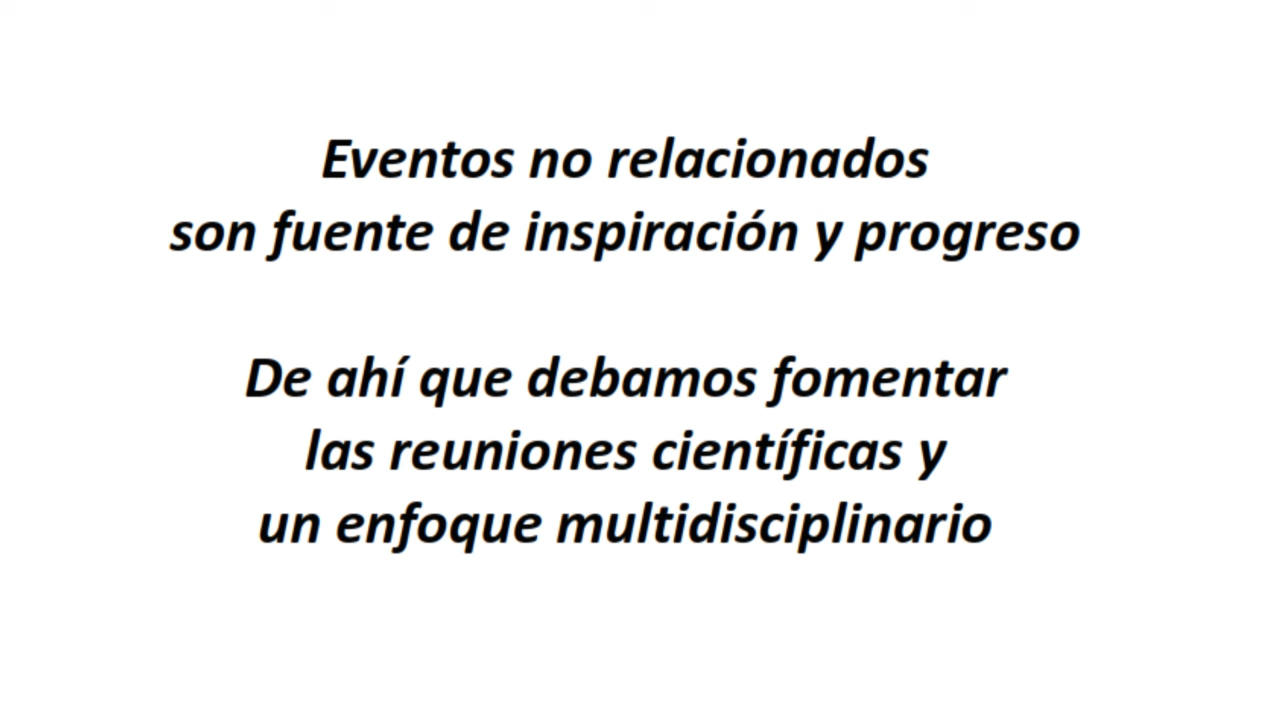 Eventos no relacionados
son fuente de inspiración y progreso
De ahí que debamos fomentar
las reuniones científicas y
un enfoque multidisciplinario